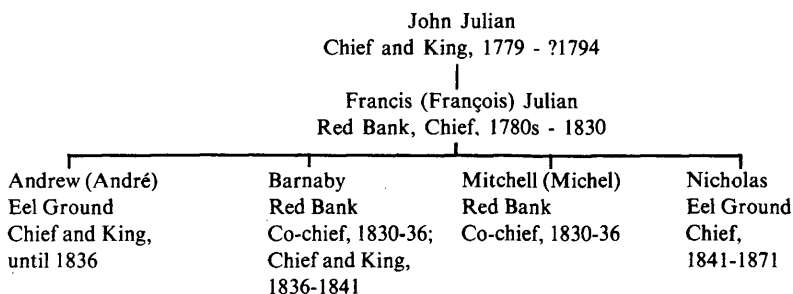 John Julian
Chief and King, 1779 - ?1794
Francis (François) Julian
Red Bank, Chief, 1780s - 1830
Andrew (André)
Eel Ground
Chief and King,
until 1836
Barnaby
Red Bank
Co-chief, 1830-36;
Chief and King,
1836-1841
Mitchell (Michel)
Red Bank
Co-chief, 1830-36
Nicholas
Eel Ground
Chief,
1841-1871